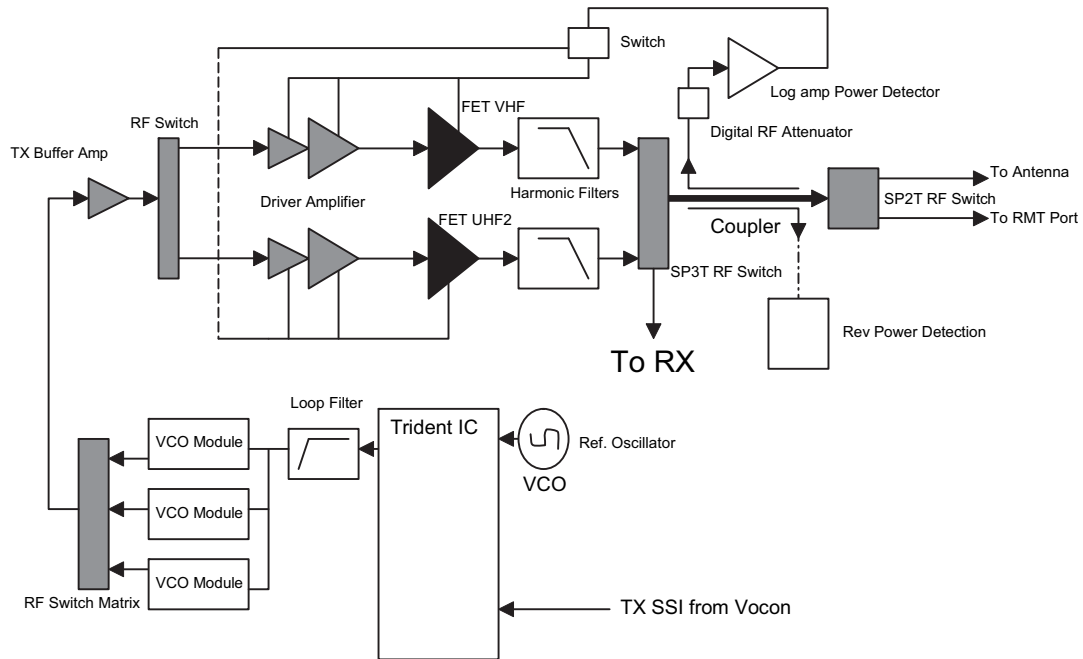 Switch
Log amp Power Detector
FET VHF
RF Switch
Digital RF Attenuator
TX Buffer Amp
To Antenna
Harmonic Filters
Driver Amplifier
SP2T RF Switch
FET UHF2
Coupler
To RMT Port
SP3T RF Switch
Rev Power Detection
To RX
Loop Filter
Trident IC
VCO Module
Ref. Oscillator
VCO
VCO Module
VCO Module
RF Switch Matrix
TX SSI from Vocon